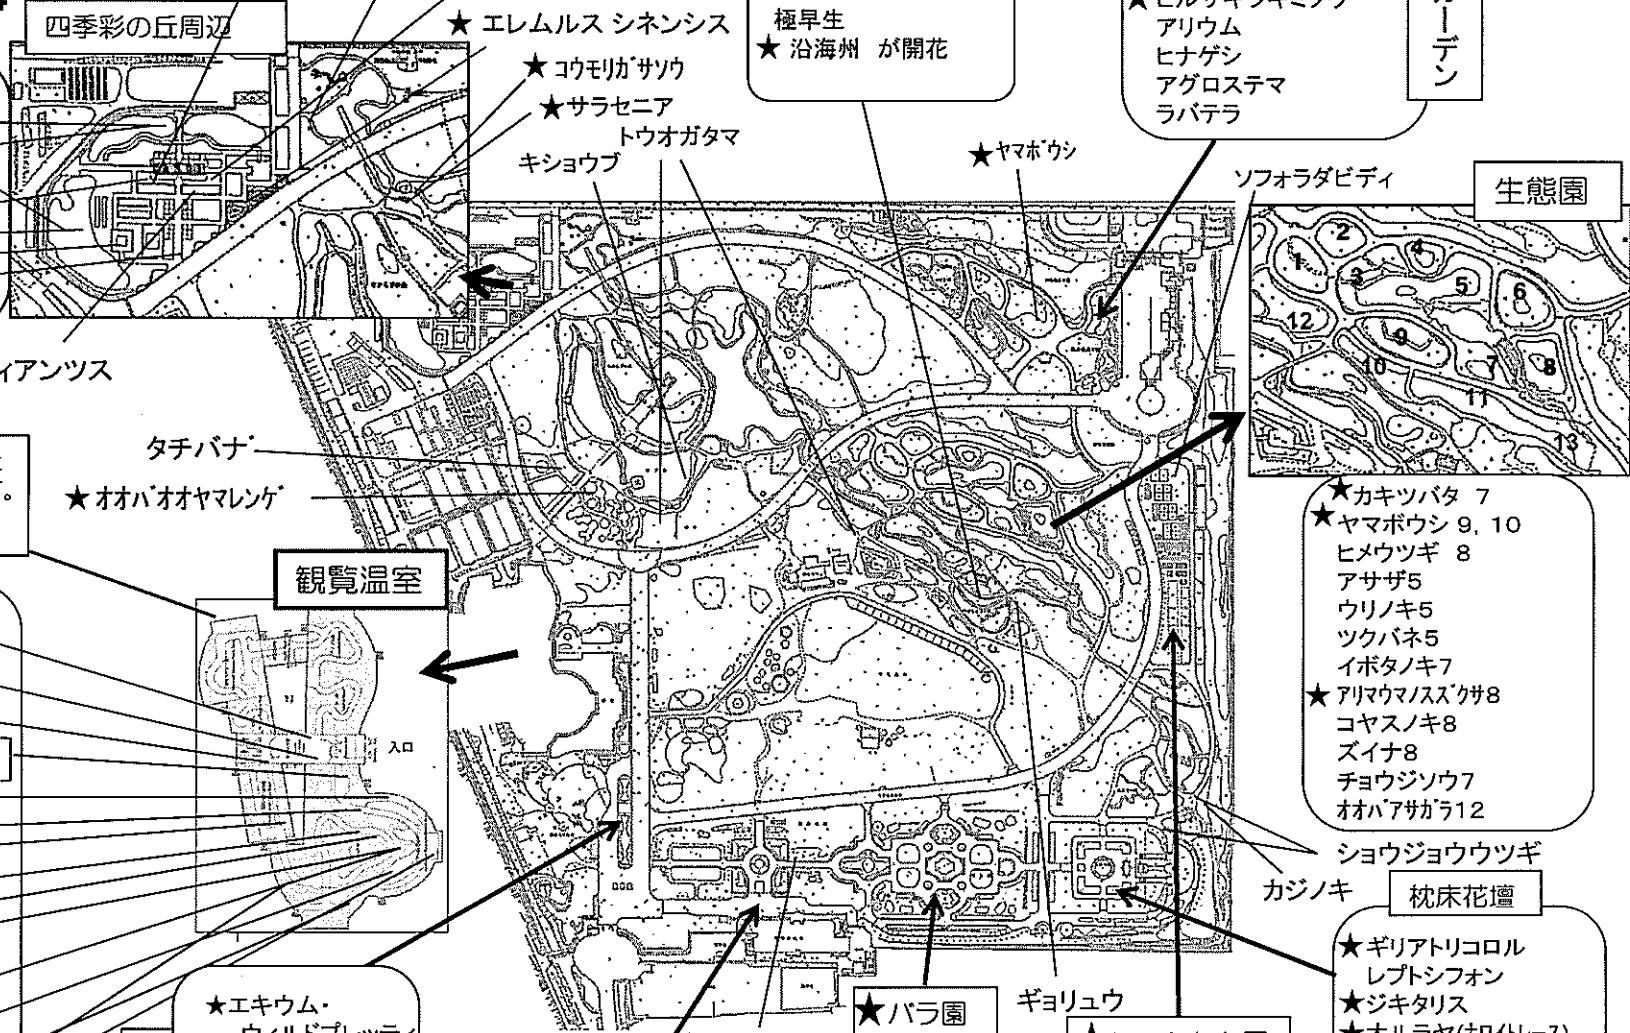 四季彩の丘周辺
★ エレムルス シネンシス
★ コウモリガサソウ
★ サラセニア
トウオガタマ
キショウブ
極早生
★ 沿海州 が開花
★ヤマボウシ
アリウム
ヒナゲシ
アグロステマ
ラバテラ
ガーデン
ソフォラダビディ
生態園
1
2
3
4
5
6
7
8
9
10
11
12
13
ィアンツス
タチバナ
★ オオバオオヤマレンゲ
観覧温室
入口
★カキツバタ 7
★ヤマボウシ 9, 10
ヒメウツギ 8
アサザ5
ウリノキ5
ツクバネ5
イボタノキ7
★ アリマウマノスズクサ8
コヤスノキ8
ズイナ8
チョウジソウ7
オオバアサガラ12
ショウジョウウツギ
カジノキ
枕床花壇
★ギリアトリコロル
レプトシフォン
★ジキタリス
★エキウム・
★バラ園
ギョリュウ